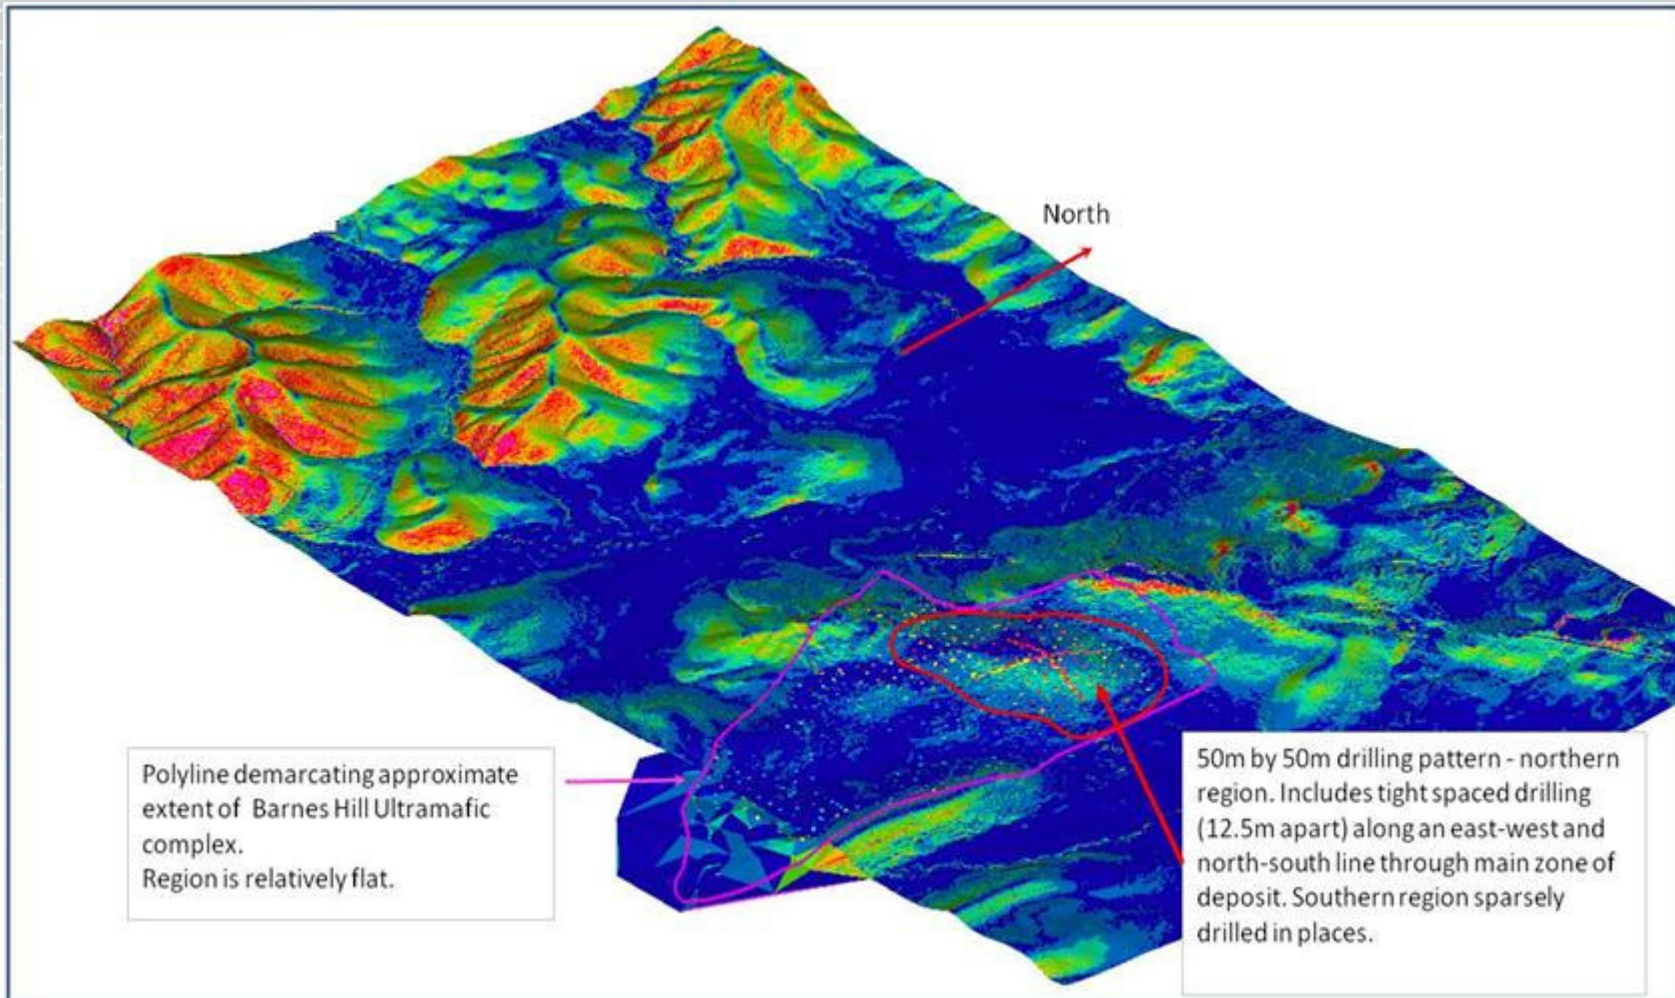 North
Polyline demarcating approximate
extent of Barnes Hill Ultramafic
complex.
Region is relatively flat.
50m by 50m drilling pattern - northern
region. Includes tight spaced drilling
(12.5m apart) along an east-west and
north-south line through main zone of
deposit. Southern region sparsely
drilled in places.